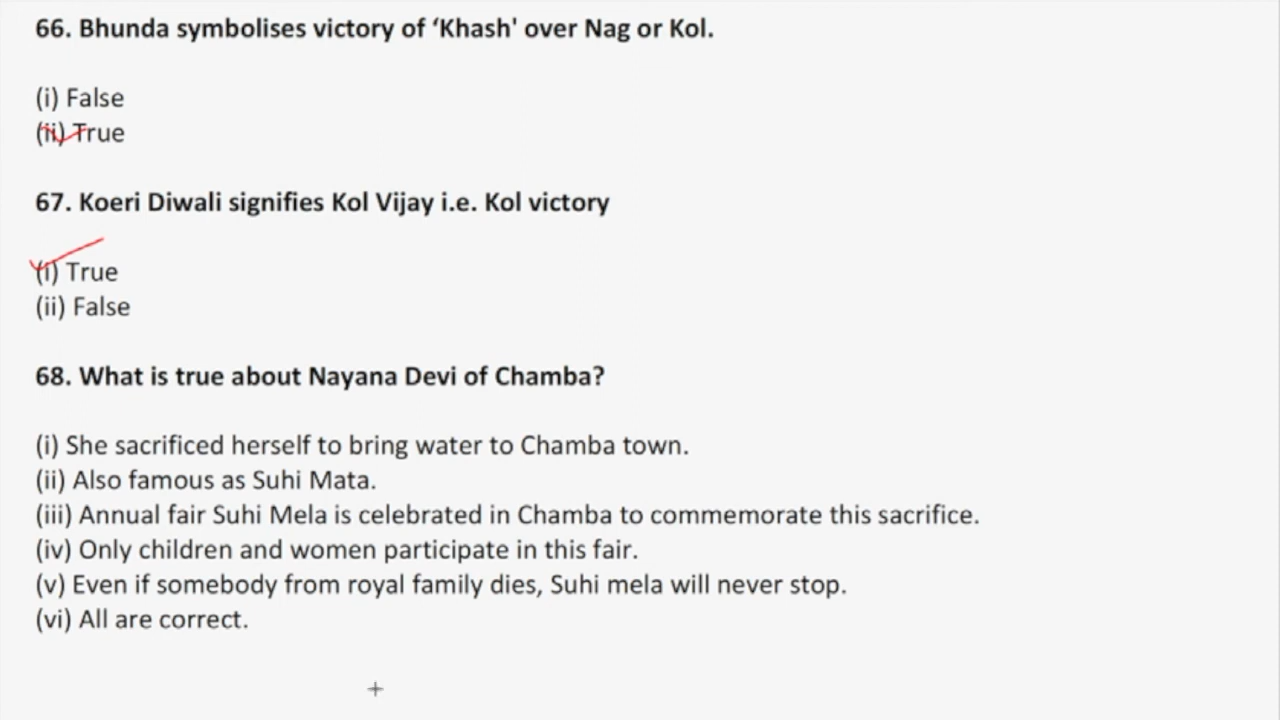 66. Bhunda symbolises victory of ‘Khash' over Nag or Kol.
(i) False
(ii) True
67. Koeri Diwali signifies Kol Vijay i.e. Kol victory
(i) True
(ii) False
68. What is true about Nayana Devi of Chamba?
(i) She sacrificed herself to bring water to Chamba town.
(ii) Also famous as Suhi Mata.
(iii) Annual fair Suhi Mela is celebrated in Chamba to commemorate this sacrifice.
(iv) Only children and women participate in this fair.
(v) Even if somebody from royal family dies, Suhi mela will never stop.
(vi) All are correct.